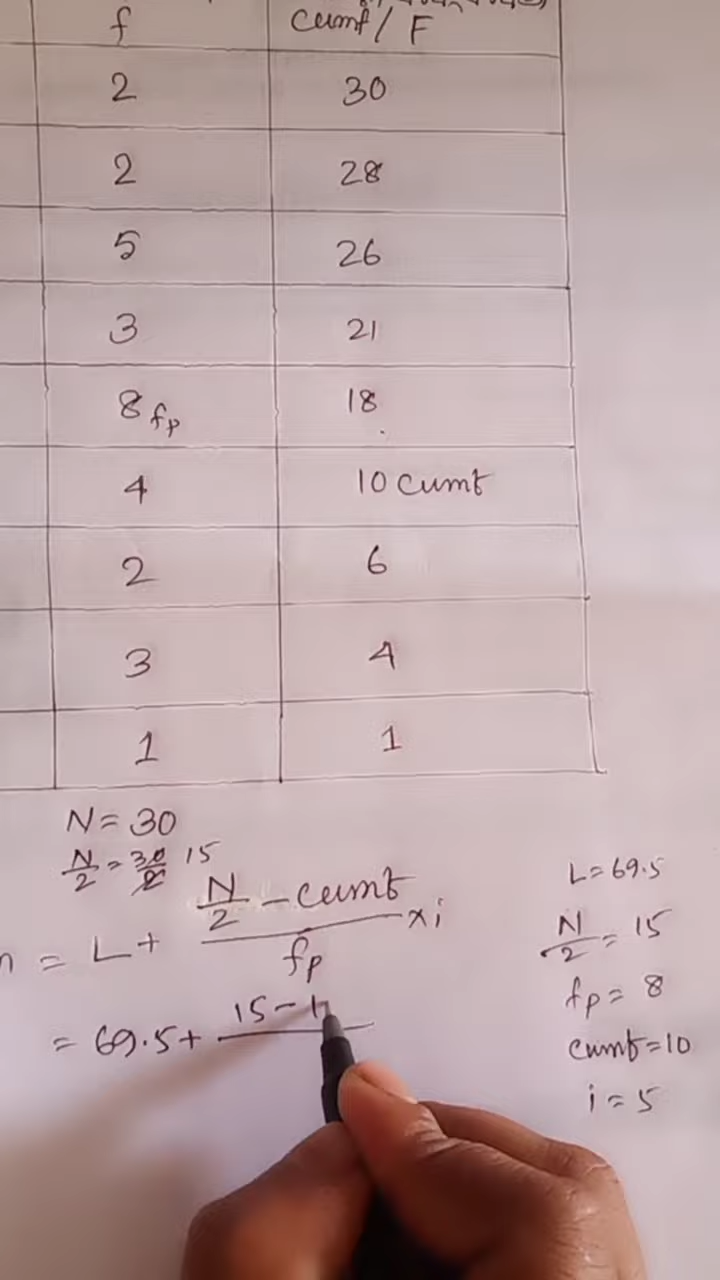 f cumf / F
2 30
2 28
5 26
3 21
8 fp 18
4 10 cumf
2 6
3 4
1 1
N = 30
N/2 = 30/2 15
L = 69.5
= L + N/2 - cumf / fp × i
N/2 = 15
fp = 8
= 69.5 + 15 - 1
cumf = 10
i = 5